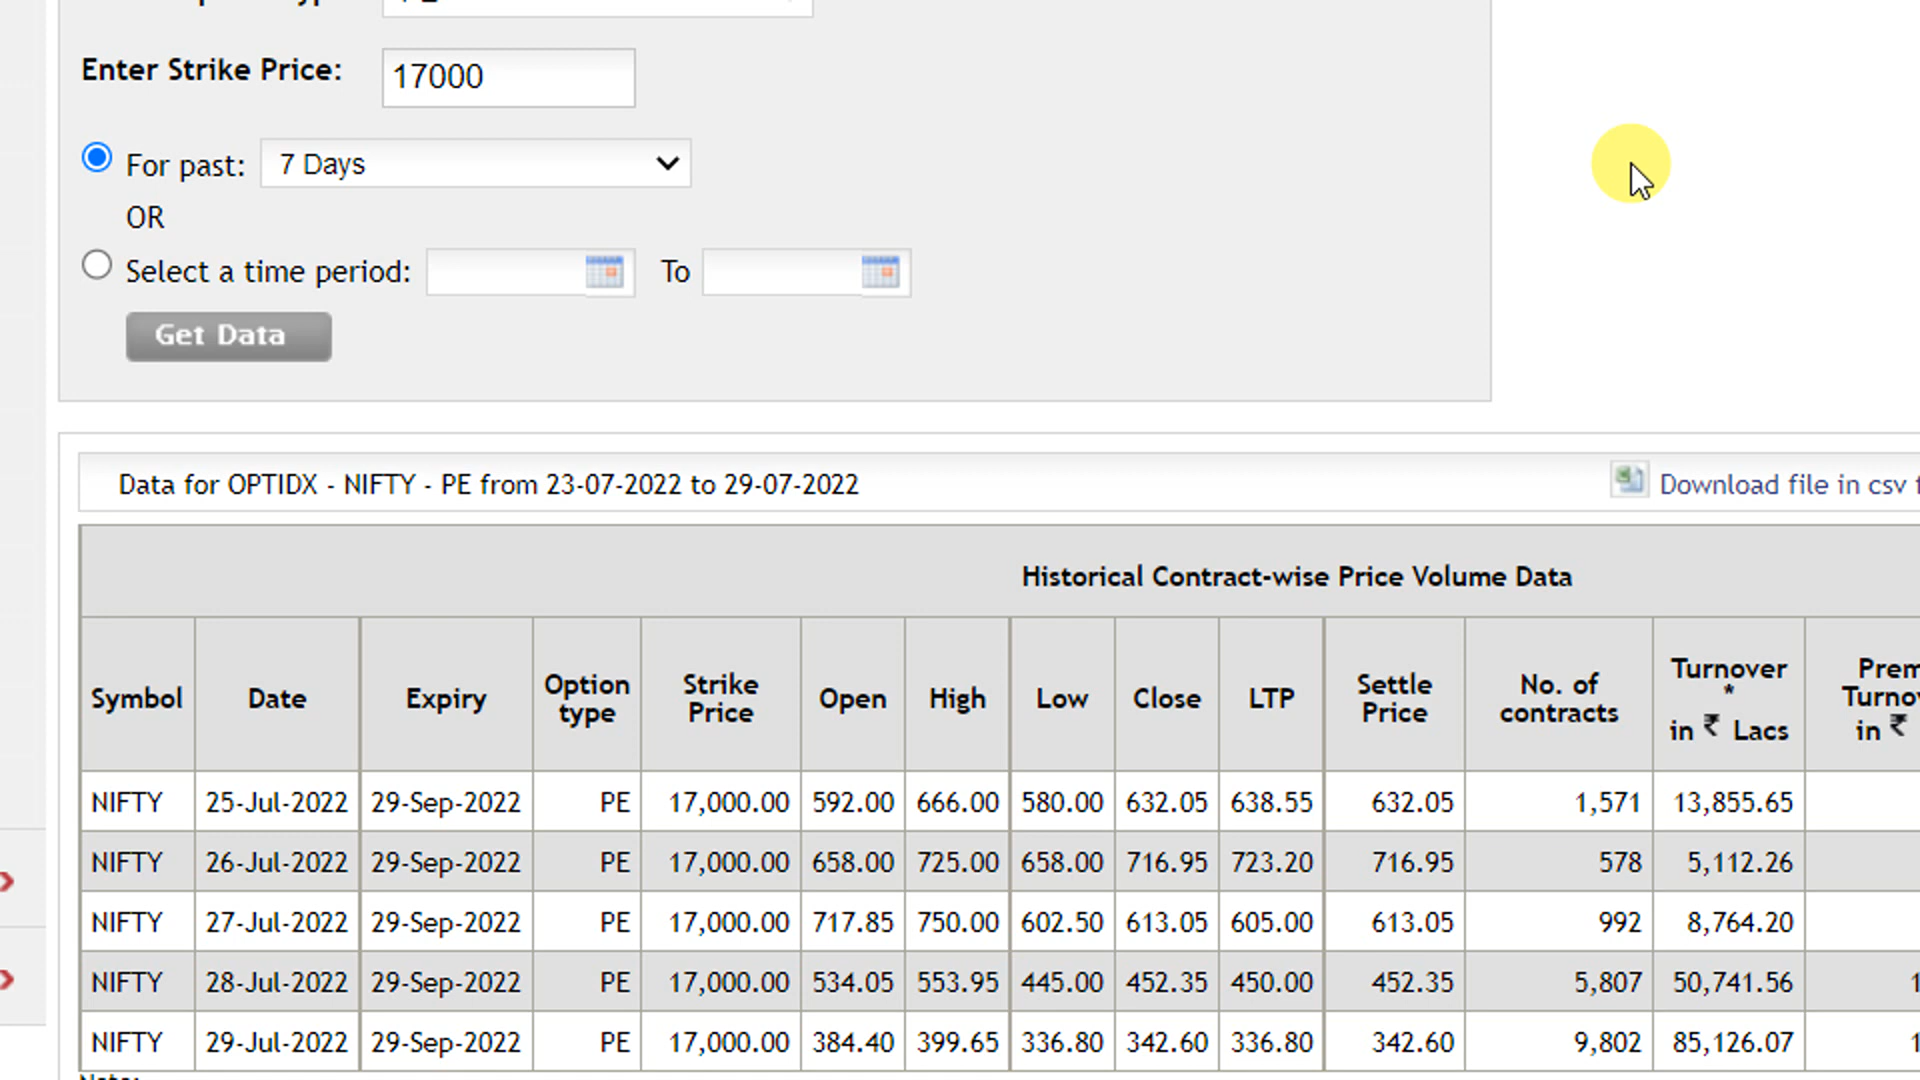 Enter Strike Price: 17000
For past: 7 Days
OR
Select a time period: To
Get Data
Data for OPTIDX - NIFTY - PE from 23-07-2022 to 29-07-2022 Download file in csv
Historical Contract-wise Price Volume Data
Symbol Date Expiry Option type Strike Price Open High Low Close LTP Settle Price No. of contracts Turnover * in ₹ Lacs Prem Turno in ₹
NIFTY 25-Jul-2022 29-Sep-2022 PE 17,000.00 592.00 666.00 580.00 632.05 638.55 632.05 1,571 13,855.65
NIFTY 26-Jul-2022 29-Sep-2022 PE 17,000.00 658.00 725.00 658.00 716.95 723.20 716.95 578 5,112.26
NIFTY 27-Jul-2022 29-Sep-2022 PE 17,000.00 717.85 750.00 602.50 613.05 605.00 613.05 992 8,764.20
NIFTY 28-Jul-2022 29-Sep-2022 PE 17,000.00 534.05 553.95 445.00 452.35 450.00 452.35 5,807 50,741.56 1
NIFTY 29-Jul-2022 29-Sep-2022 PE 17,000.00 384.40 399.65 336.80 342.60 336.80 342.60 9,802 85,126.07 1